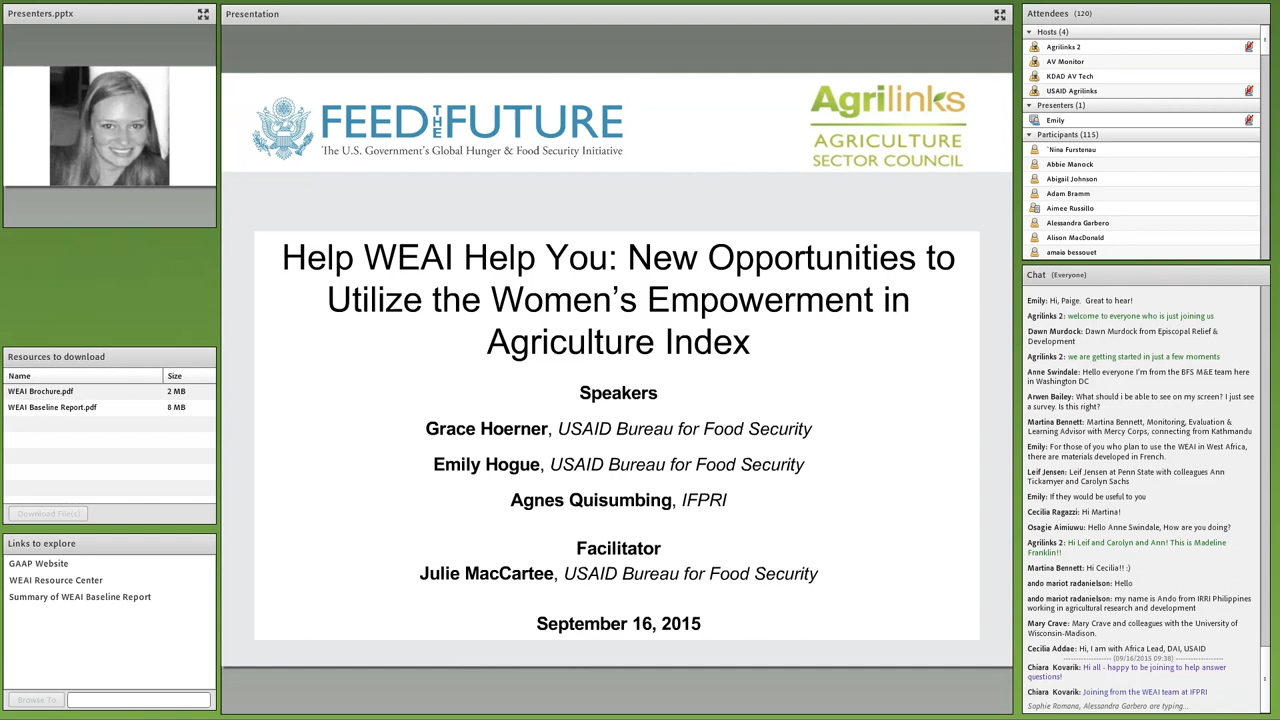 Presenters.pptx
Presentation
FEED THE FUTURE
The U.S. Government's Global Hunger & Food Security Initiative
Agrilinks
AGRICULTURE
SECTOR COUNCIL
Help WEAI Help You: New Opportunities to
Utilize the Women's Empowerment in
Agriculture Index
Speakers
Grace Hoerner, USAID Bureau for Food Security
Emily Hogue, USAID Bureau for Food Security
Agnes Quisumbing, IFPRI
Facilitator
Julie MacCartee, USAID Bureau for Food Security
September 16, 2015
Resources to download
Name Size
WEAI Brochure.pdf 2 MB
WEAI Baseline Report.pdf 8 MB
Download File(s)
Links to explore
GAAP Website
WEAI Resource Center
Summary of WEAI Baseline Report
Browse To
Attendees (120)
Hosts (4)
Agrilinks 2
AV Monitor
KDAD AV Tech
USAID Agrilinks
Presenters (1)
Emily
Participants (115)
`Nina Furstenau
Abbie Manock
Abigail Johnson
Adam Bramm
Aimee Russillo
Alessandra Garbero
Alison MacDonald
amaia bessouet
Chat (Everyone)
Emily: Hi, Paige. Great to hear!
Agrilinks 2: welcome to everyone who is just joining us
Dawn Murdock: Dawn Murdock from Episcopal Relief &
Development
Agrilinks 2: we are getting started in just a few moments
Anne Swindale: Hello everyone I'm from the BFS M&E team here
in Washington DC
Arwen Bailey: What should i be able to see on my screen? I just see
a survey. Is this right?
Martina Bennett: Martina Bennett, Monitoring, Evaluation &
Learning Advisor with Mercy Corps, connecting from Kathmandu
Emily: For those of you who plan to use the WEAI in West Africa,
there are materials developed in French.
Leif Jensen: Leif Jensen at Penn State with colleagues Ann
Tickamyer and Carolyn Sachs
Emily: If they would be useful to you
Cecilia Ragazzi: Hi Martina!
Osagie Aimiuwu: Hello Anne Swindale, How are you doing?
Agrilinks 2: Hi Leif and Carolyn and Ann! This is Madeline
Franklin!!
Martina Bennett: Hi Cecilia!! :)
ando mariot radanielson: Hello
ando mariot radanielson: my name is Ando from IRRI Philippines
working in agricultural research and development
Mary Crave: Mary Crave and colleagues with the University of
Wisconsin-Madison.
Cecilia Addae: Hi, I am with Africa Lead, DAI, USAID
(09/16/2015 09:38)
Chiara Kovarik: Hi all - happy to be joining to help answer
questions!
Chiara Kovarik: Joining from the WEAI team at IFPRI
Sophie Romana, Alessandra Garbero are typing...